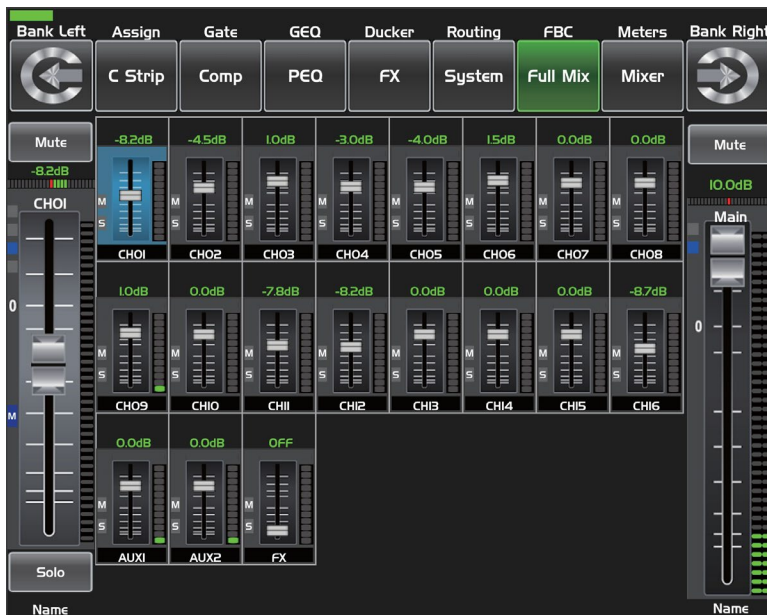 Bank Left Assign Gate GEQ Ducker Routing FBC Meters Bank Right
C Strip Comp PEQ FX System Full Mix Mixer
Mute -8.2dB -4.5dB 1.0dB -3.0dB -4.0dB 1.5dB 0.0dB 0.0dB Mute
-8.2dB 10.0dB
CH01 M M M M M M M M Main
S S S S S S S S
CH01 CH02 CH03 CH04 CH05 CH06 CH07 CH08
1.0dB 0.0dB -7.8dB -8.2dB 0.0dB 0.0dB 0.0dB -8.7dB
0 0
M M M M M M M M
S S S S S S S S
CH09 CH10 CH11 CH12 CH13 CH14 CH15 CH16
M
0.0dB 0.0dB OFF
M M M
S S S
AUX1 AUX2 FX
Solo
Name Name